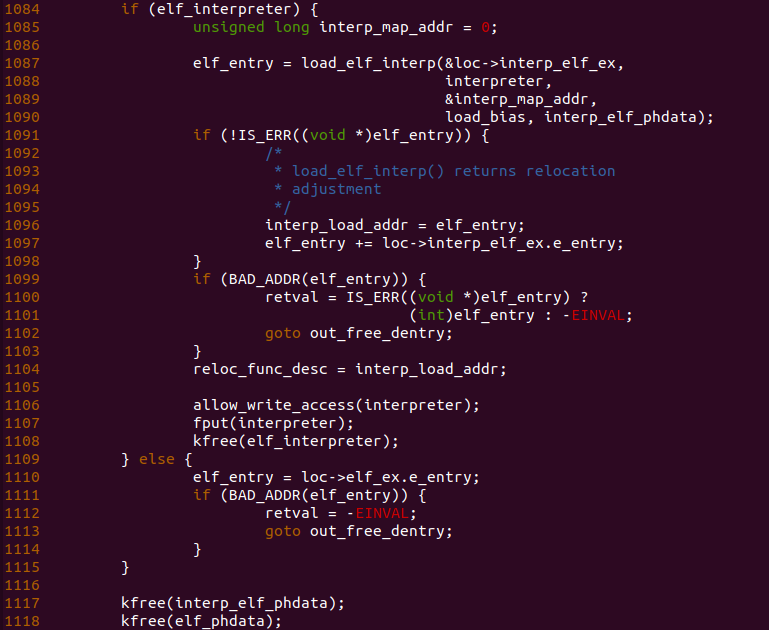 1084         if (elf_interpreter) {
1085                 unsigned long interp_map_addr = 0;
1086
1087                 elf_entry = load_elf_interp(&loc->interp_elf_ex,
1088                                             interpreter,
1089                                             &interp_map_addr,
1090                                             load_bias, interp_elf_phdata);
1091                 if (!IS_ERR((void *)elf_entry)) {
1092                         /*
1093                          * load_elf_interp() returns relocation
1094                          * adjustment
1095                          */
1096                         interp_load_addr = elf_entry;
1097                         elf_entry += loc->interp_elf_ex.e_entry;
1098                 }
1099                 if (BAD_ADDR(elf_entry)) {
1100                         retval = IS_ERR((void *)elf_entry) ?
1101                                         (int)elf_entry : -EINVAL;
1102                         goto out_free_dentry;
1103                 }
1104                 reloc_func_desc = interp_load_addr;
1105
1106                 allow_write_access(interpreter);
1107                 fput(interpreter);
1108                 kfree(elf_interpreter);
1109         } else {
1110                 elf_entry = loc->elf_ex.e_entry;
1111                 if (BAD_ADDR(elf_entry)) {
1112                         retval = -EINVAL;
1113                         goto out_free_dentry;
1114                 }
1115         }
1116
1117         kfree(interp_elf_phdata);
1118         kfree(elf_phdata);